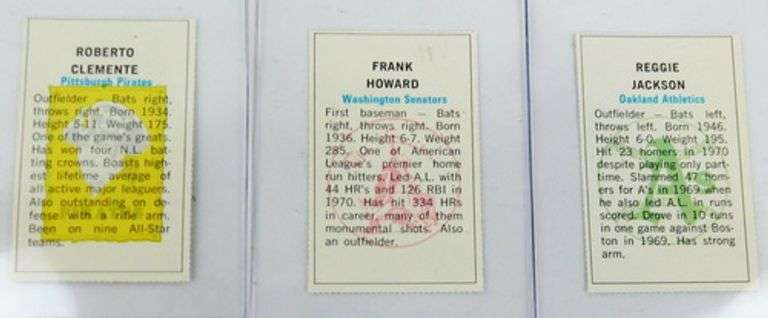 ROBERTO
CLEMENTE
Pittsburgh Pirates
Outfielder — Bats right,
throws right. Born 1934.
Height 5-11. Weight 175.
One of the game's greats.
Has won four N.L. bat-
ting crowns. Boasts high-
est lifetime average of
all active major leaguers.
Also outstanding on de-
fense with a rifle arm.
Been on nine All-Star
teams.
FRANK
HOWARD
Washington Senators
First baseman — Bats
right, throws right. Born
1936. Height 6-7. Weight
285. One of American
League's premier home
run hitters. Led A.L. with
44 HR's and 126 RBI in
1970. Has hit 334 HRs
in career, many of them
monumental shots. Also
an outfielder.
REGGIE
JACKSON
Oakland Athletics
Outfielder — Bats left,
throws left. Born 1946.
Height 6-0. Weight 195.
Hit 23 homers in 1970
despite playing only part-
time. Slammed 47 hom-
ers for A's in 1969 when
he also led A.L. in runs
scored. Drove in 10 runs
in one game against Bos-
ton in 1969. Has strong
arm.
A's